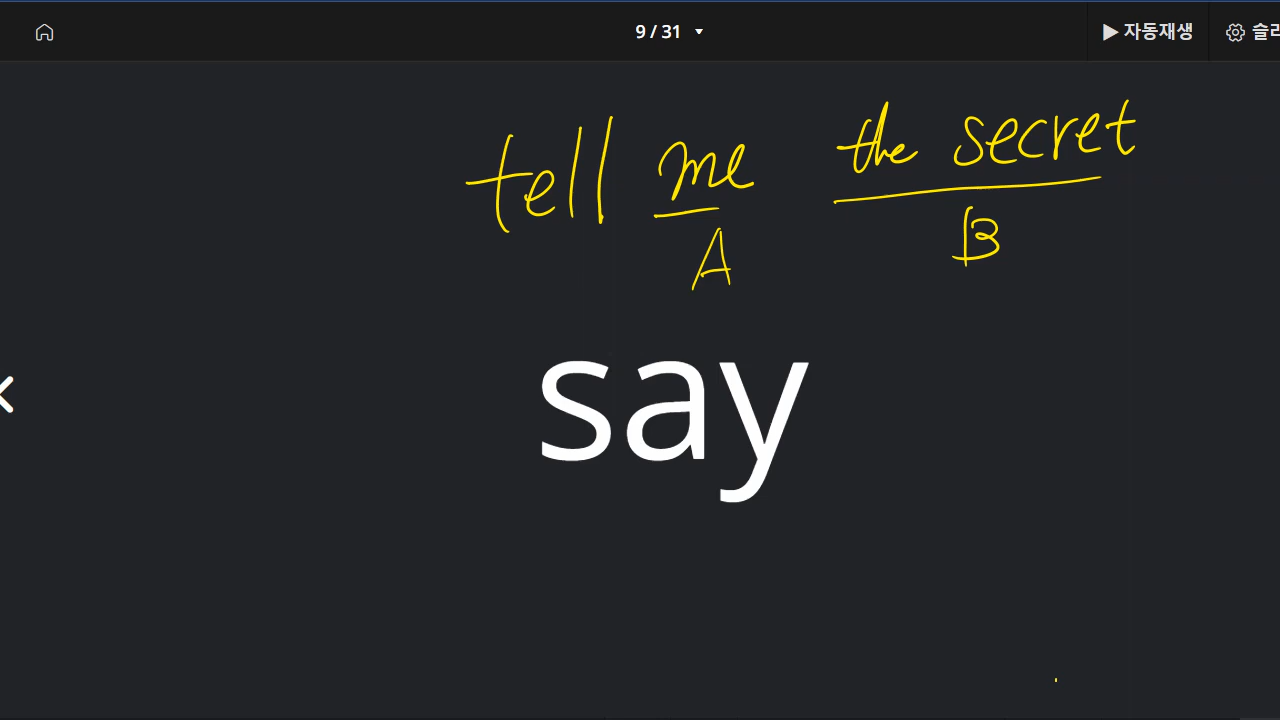 9 / 31
▶ 자동재생
tell me the secret
A B
say